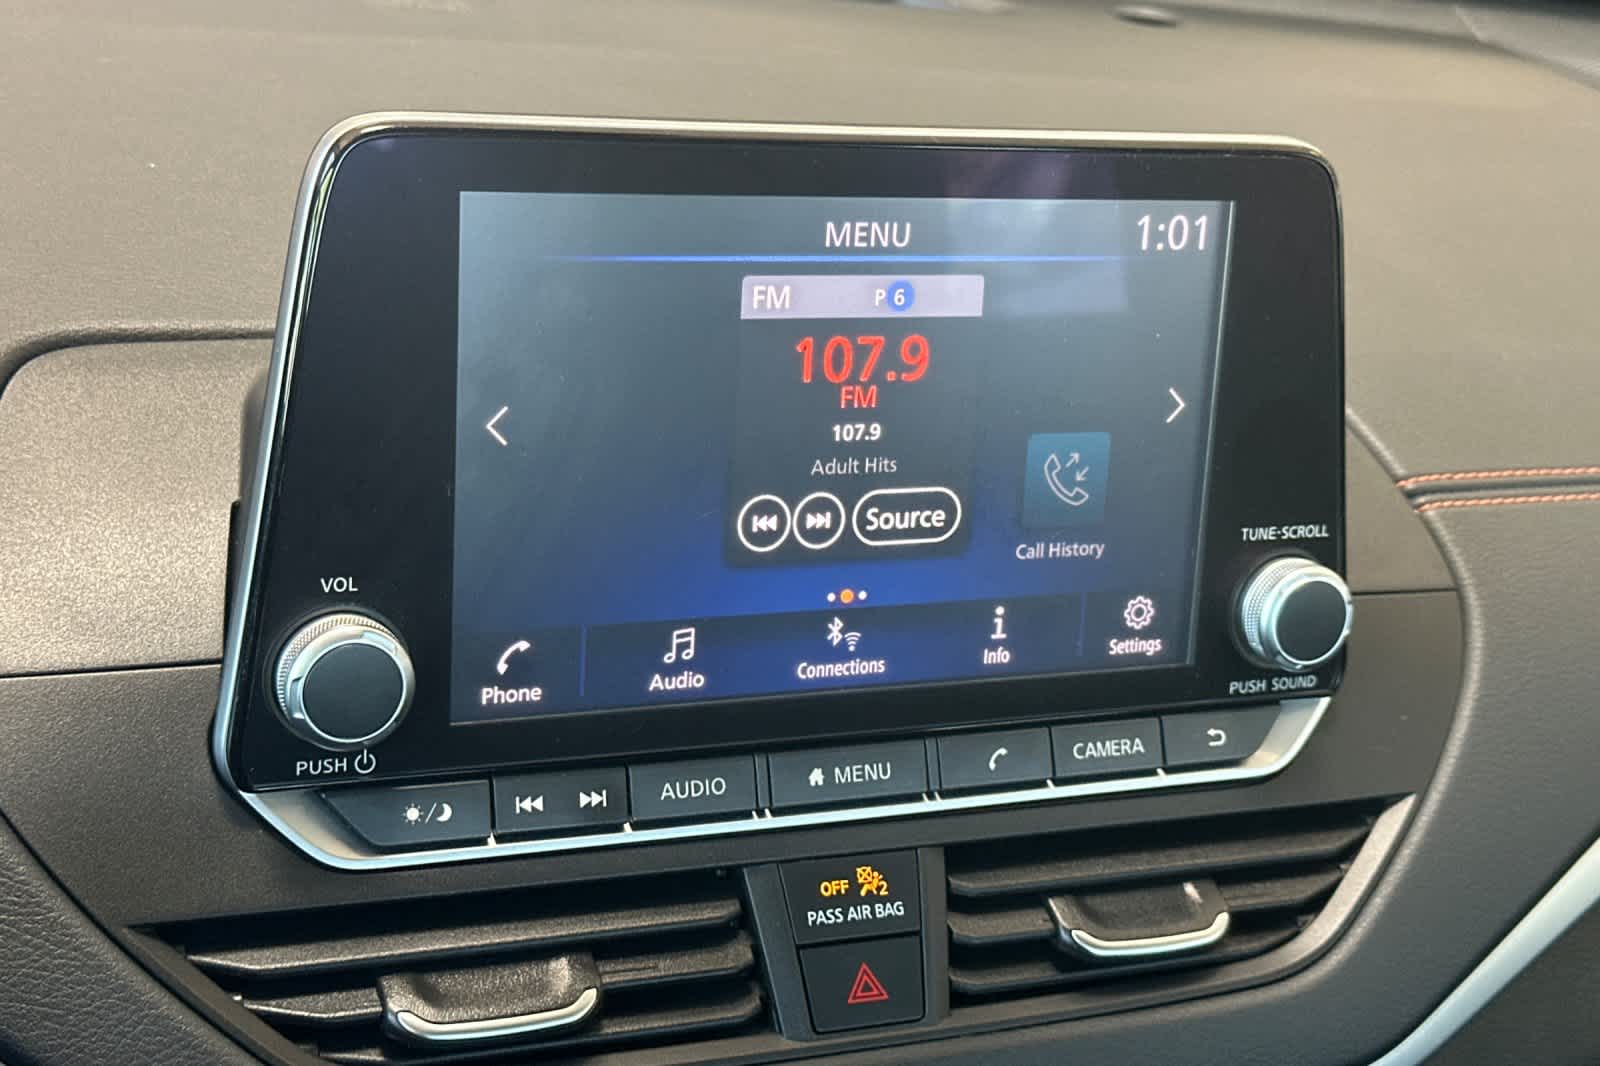 MENU
1:01
FM P 6
107.9
FM
107.9
Adult Hits
Source
Call History
Phone
Audio
Connections
Info
Settings
VOL
PUSH
TUNE·SCROLL
PUSH SOUND
AUDIO
MENU
CAMERA
OFF 2
PASS AIR BAG